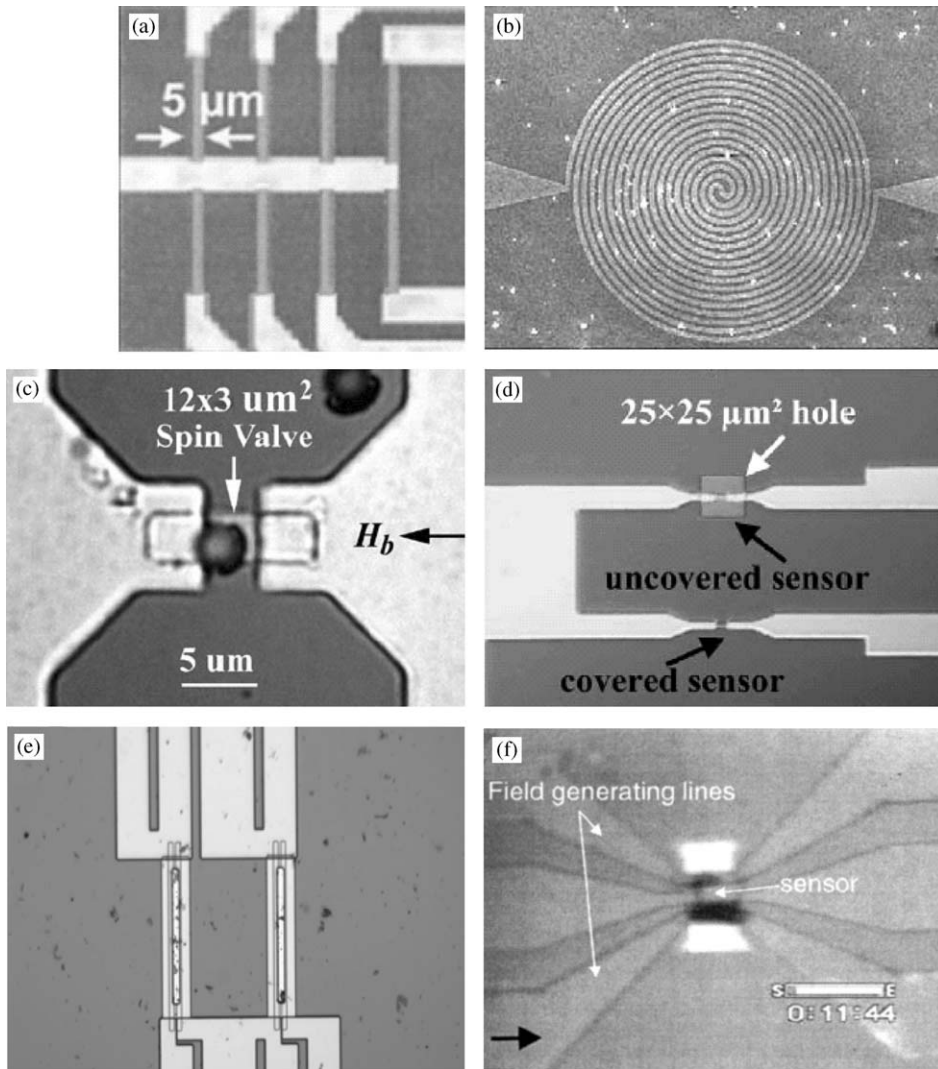 (a)
5 µm
(b)
(c)
12x3 um²
Spin Valve
H_b
5 um
(d)
25×25 µm² hole
uncovered sensor
covered sensor
(e)
(f)
Field generating lines
sensor
S E
0:11:44